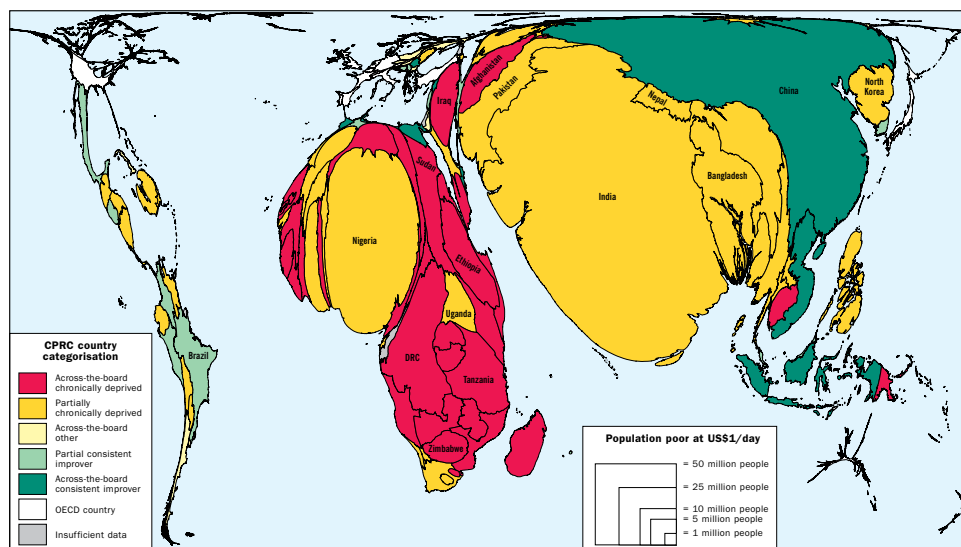 Iraq
Afghanistan
Pakistan
Nepal
China
North
Korea
Sudan
Bangladesh
India
Nigeria
Ethiopia
Uganda
Brazil
DRC
Tanzania
Zimbabwe
CPRC country
categorisation
Across-the-board
chronically deprived
Partially
chronically deprived
Across-the-board
other
Partial consistent
improver
Across-the-board
consistent improver
OECD country
Insufficient data
Population poor at US$1/day
= 50 million people
= 25 million people
= 10 million people
= 5 million people
= 1 million people